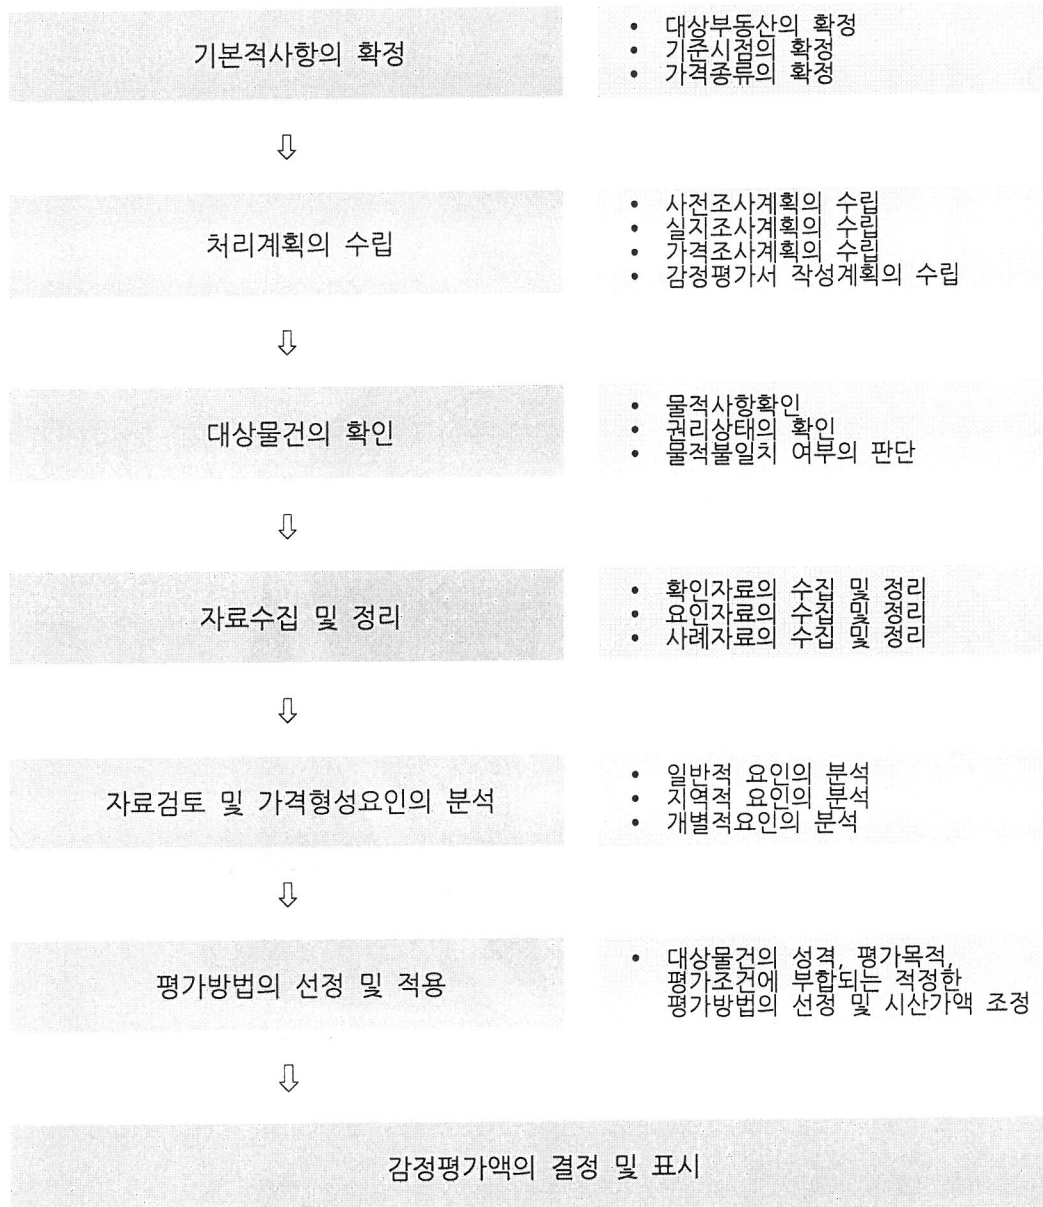 기본적사항의 확정
• 대상부동산의 확정
• 기준시점의 확정
• 가격종류의 확정
⇩
처리계획의 수립
• 사전조사계획의 수립
• 실지조사계획의 수립
• 가격조사계획의 수립
• 감정평가서 작성계획의 수립
⇩
대상물건의 확인
• 물적사항확인
• 권리상태의 확인
• 물적불일치 여부의 판단
⇩
자료수집 및 정리
• 확인자료의 수집 및 정리
• 요인자료의 수집 및 정리
• 사례자료의 수집 및 정리
⇩
자료검토 및 가격형성요인의 분석
• 일반적 요인의 분석
• 지역적 요인의 분석
• 개별적요인의 분석
⇩
평가방법의 선정 및 적용
• 대상물건의 성격, 평가목적,
평가조건에 부합되는 적정한
평가방법의 선정 및 시산가액 조정
⇩
감정평가액의 결정 및 표시